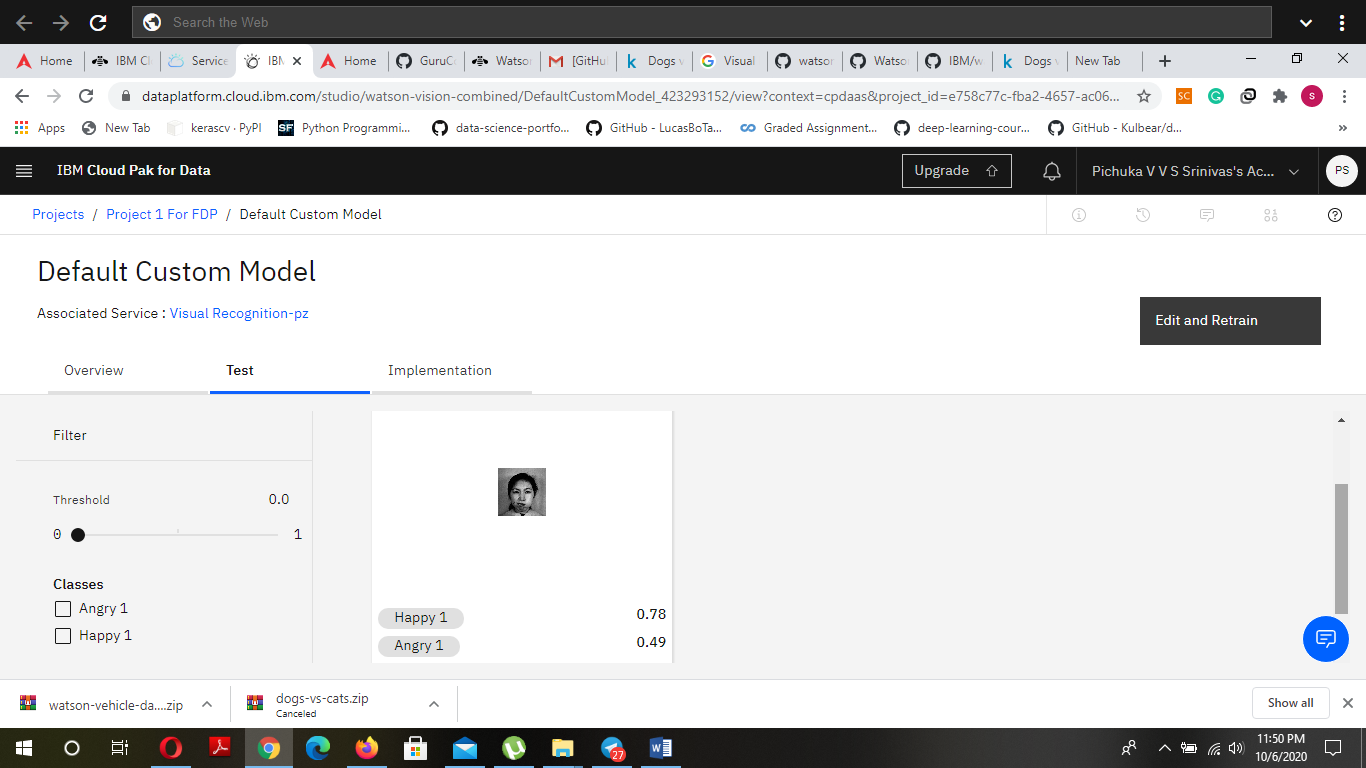 Search the Web
Home
IBM Cl
Service
IBM
Home
GuruCu
Watson
[GitHu
Dogs v
Visual
watson
Watso
IBM/w
Dogs v
New Tab
dataplatform.cloud.ibm.com/studio/watson-vision-combined/DefaultCustomModel_423293152/view?context=cpdaas&project_id=e758c77c-fba2-4657-ac06...
SC
S
Apps
New Tab
kerascv · PyPI
SF
Python Programmi...
data-science-portfo...
GitHub - LucasBoTa...
Graded Assignment...
deep-learning-cour...
GitHub - Kulbear/d...
IBM Cloud Pak for Data
Upgrade
Pichuka V V S Srinivas's Ac...
PS
Projects / Project 1 For FDP / Default Custom Model
Default Custom Model
Associated Service : Visual Recognition-pz
Edit and Retrain
Overview
Test
Implementation
Filter
Threshold 0.0
0 1
Classes
Angry 1
Happy 1
Happy 1 0.78
Angry 1 0.49
watson-vehicle-da....zip
dogs-vs-cats.zip
Canceled
Show all
27
11:50 PM
10/6/2020